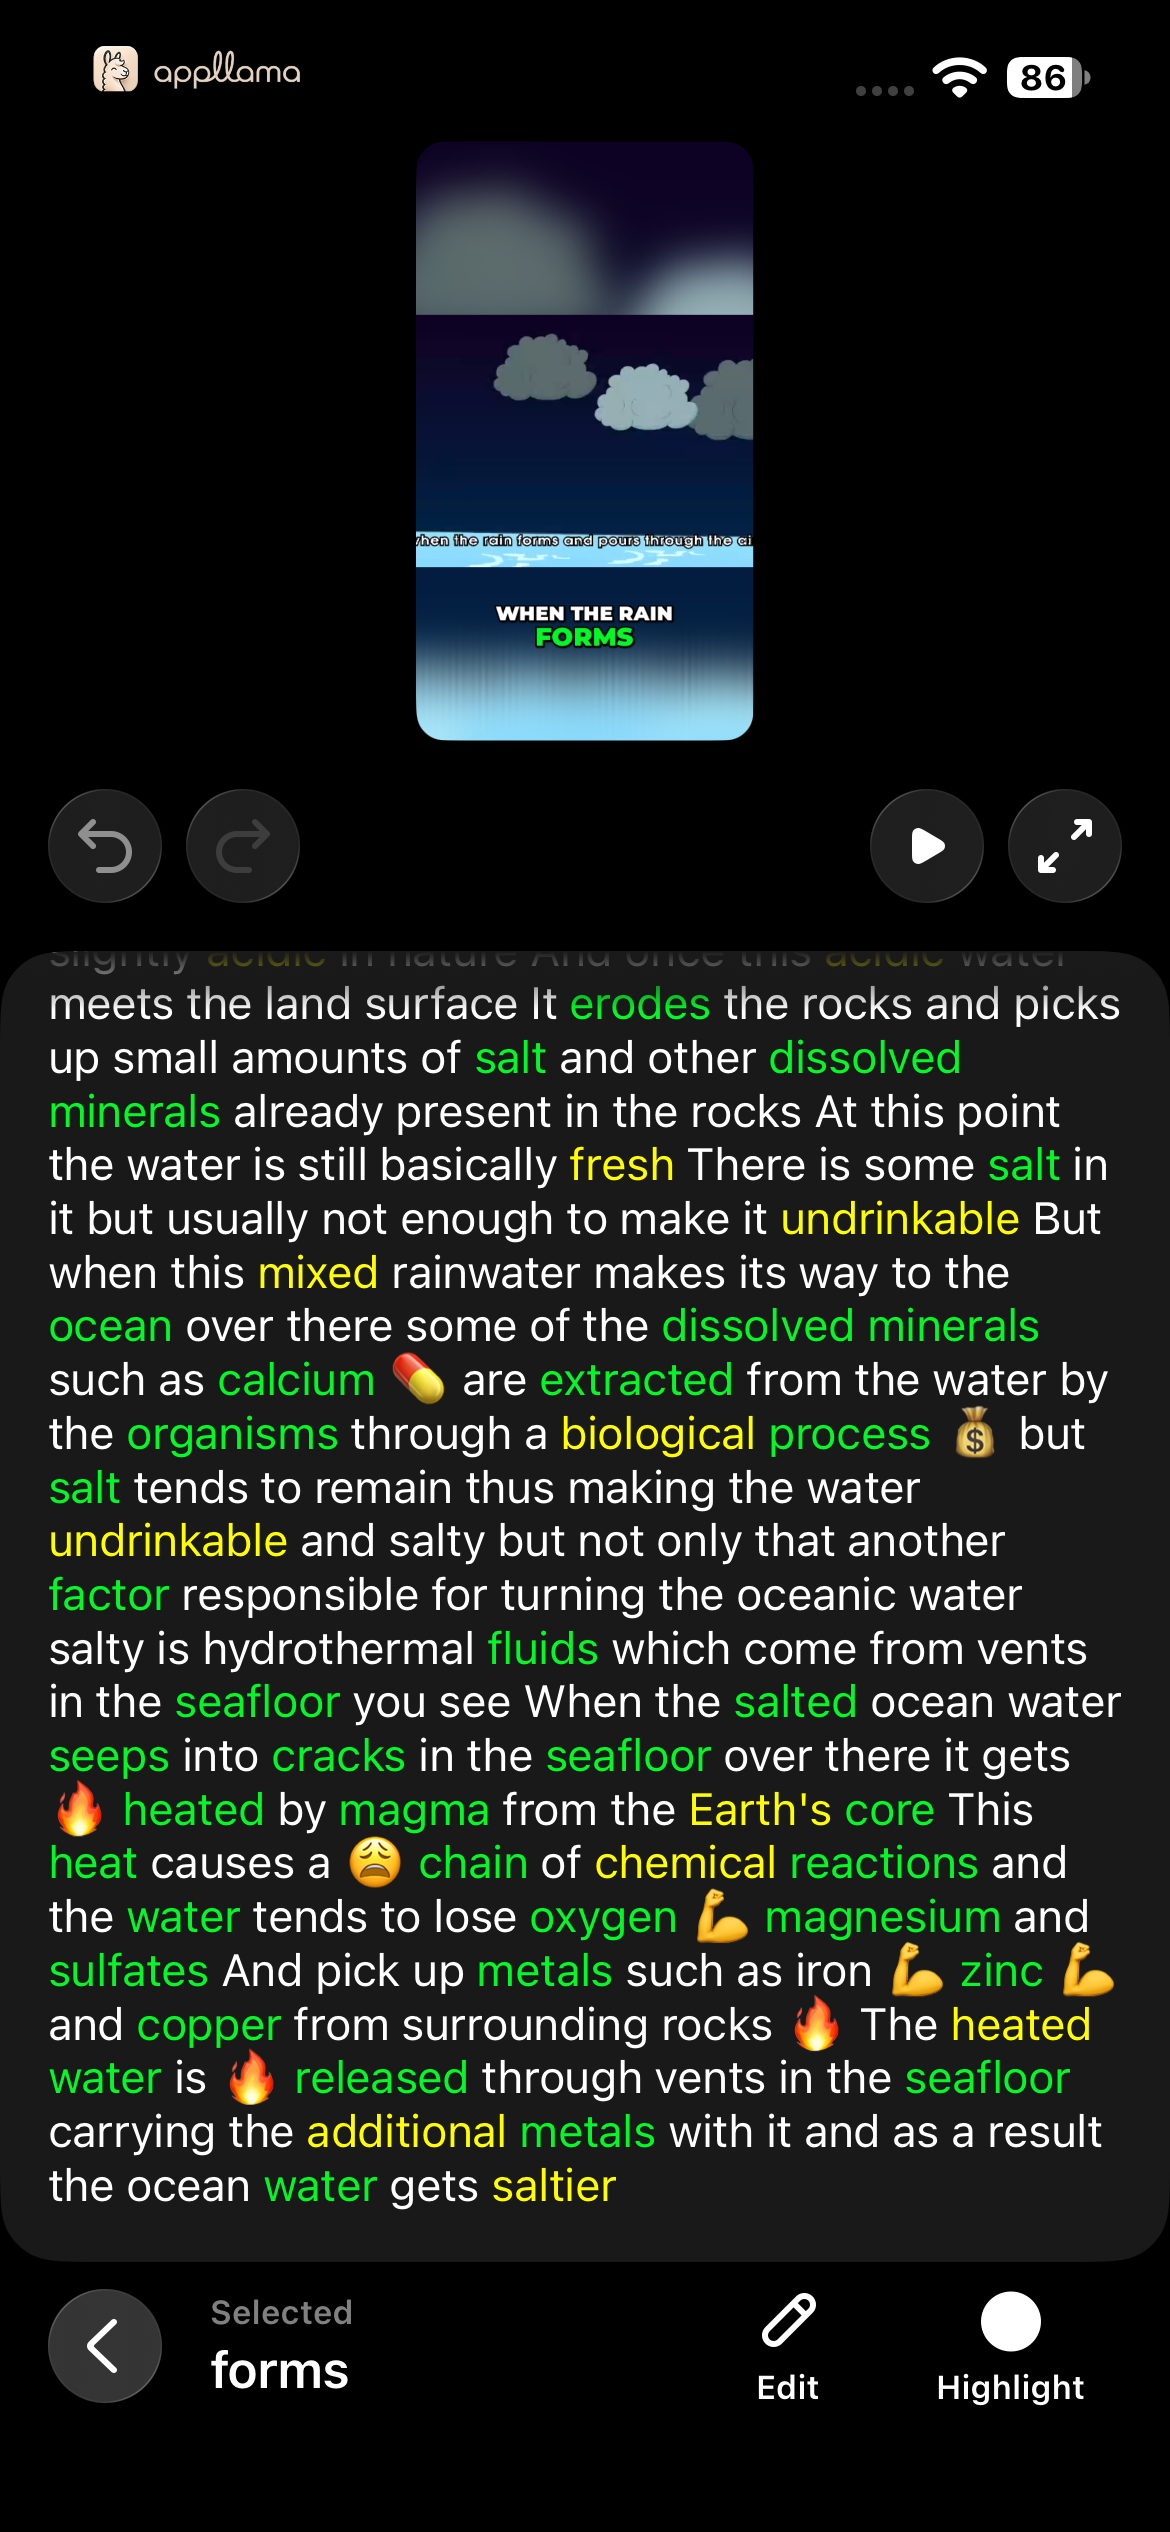 appllama
86
when the rain forms and pours through the ai
WHEN THE RAIN
FORMS
slightly acidic in nature And once this acidic water
meets the land surface It erodes the rocks and picks
up small amounts of salt and other dissolved
minerals already present in the rocks At this point
the water is still basically fresh There is some salt in
it but usually not enough to make it undrinkable But
when this mixed rainwater makes its way to the
ocean over there some of the dissolved minerals
such as calcium 💊 are extracted from the water by
the organisms through a biological process 💰 but
salt tends to remain thus making the water
undrinkable and salty but not only that another
factor responsible for turning the oceanic water
salty is hydrothermal fluids which come from vents
in the seafloor you see When the salted ocean water
seeps into cracks in the seafloor over there it gets
🔥 heated by magma from the Earth's core This
heat causes a 😩 chain of chemical reactions and
the water tends to lose oxygen 💪 magnesium and
sulfates And pick up metals such as iron 💪 zinc 💪
and copper from surrounding rocks 🔥 The heated
water is 🔥 released through vents in the seafloor
carrying the additional metals with it and as a result
the ocean water gets saltier
Selected
forms
Edit
Highlight